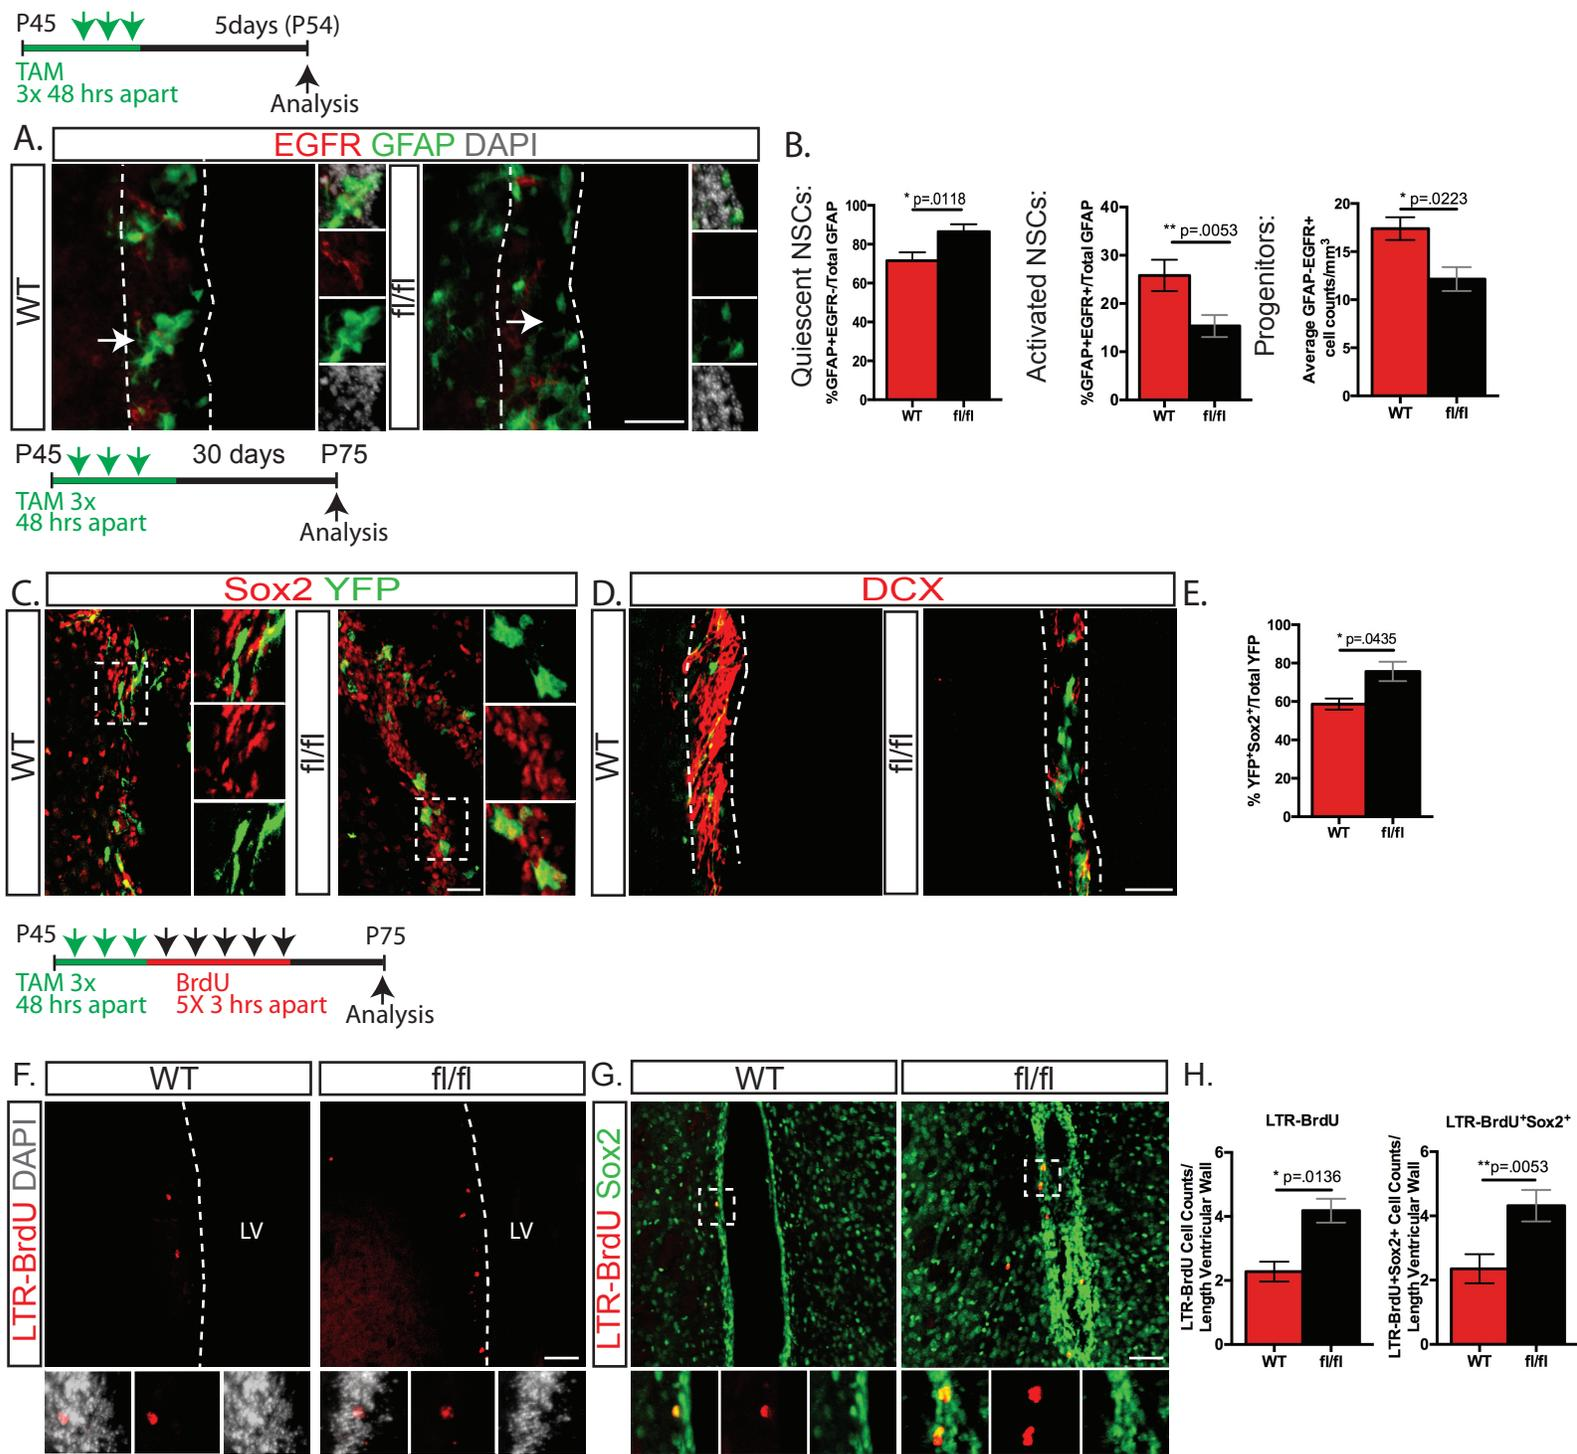 P45
5days (P54)
TAM
3x 48 hrs apart
Analysis
A.
EGFR GFAP DAPI
WT
fl/fl
B.
Quiescent NSCs:
%GFAP+EGFR-/Total GFAP
100
80
60
40
20
0
* p=.0118
WT fl/fl
Activated NSCs:
%GFAP+EGFR+/Total GFAP
40
30
20
10
0
** p=.0053
WT fl/fl
Progenitors:
Average GFAP-EGFR+
cell counts/mm3
20
15
10
5
0
* p=.0223
WT fl/fl
P45
30 days
P75
TAM 3x
48 hrs apart
Analysis
C.
Sox2 YFP
WT
fl/fl
D.
DCX
WT
fl/fl
E.
% YFP+Sox2+/Total YFP
100
80
60
40
20
0
* p=.0435
WT fl/fl
P45
P75
TAM 3x
48 hrs apart
BrdU
5X 3 hrs apart
Analysis
F.
WT
fl/fl
LTR-BrdU DAPI
LV
LV
G.
WT
fl/fl
LTR-BrdU Sox2
H.
LTR-BrdU
LTR-BrdU Cell Counts/
Length Ventricular Wall
6
4
2
0
* p=.0136
WT fl/fl
LTR-BrdU+Sox2+
LTR-BrdU+Sox2+ Cell Counts/
Length Ventricular Wall
6
4
2
0
**p=.0053
WT fl/fl